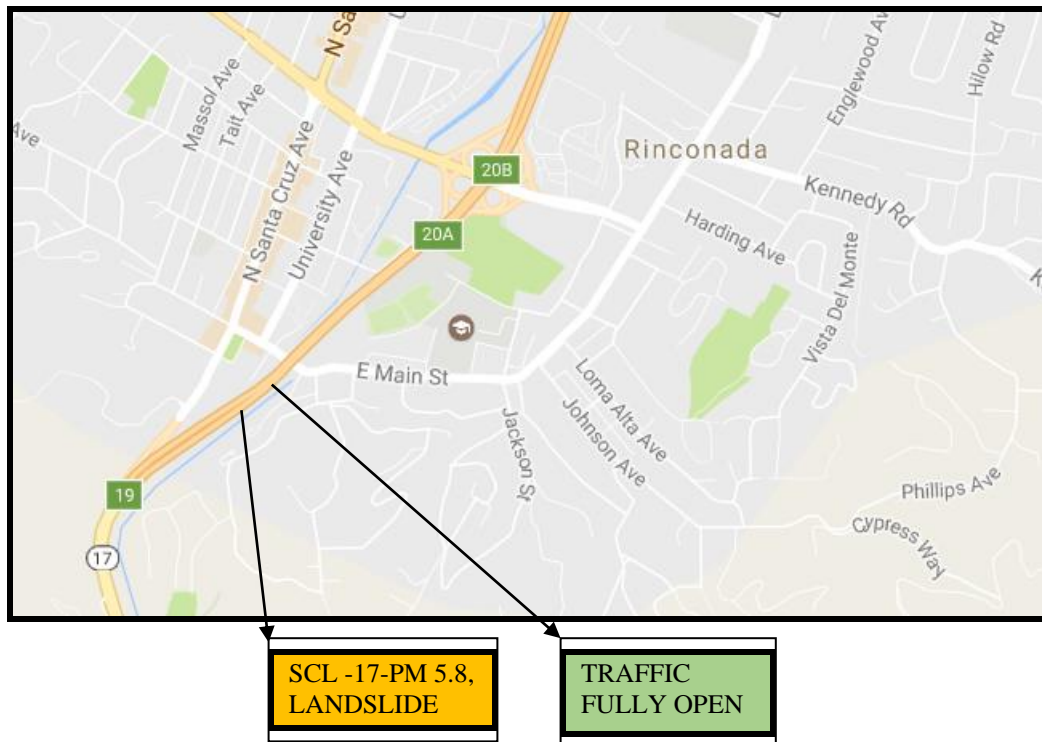 N Sa
U
L
Englewood Av
Hilow Rd
Massol Ave
Tait Ave
Ave
N Santa Cruz Ave
University Ave
20B
20A
Rinconada
Kennedy Rd
K
Harding Ave
Vista Del Monte
E Main St
Loma Alta Ave
Johnson Ave
Jackson St
19
17
Phillips Ave
Cypress Way
SCL -17-PM 5.8,
LANDSLIDE
TRAFFIC
FULLY OPEN